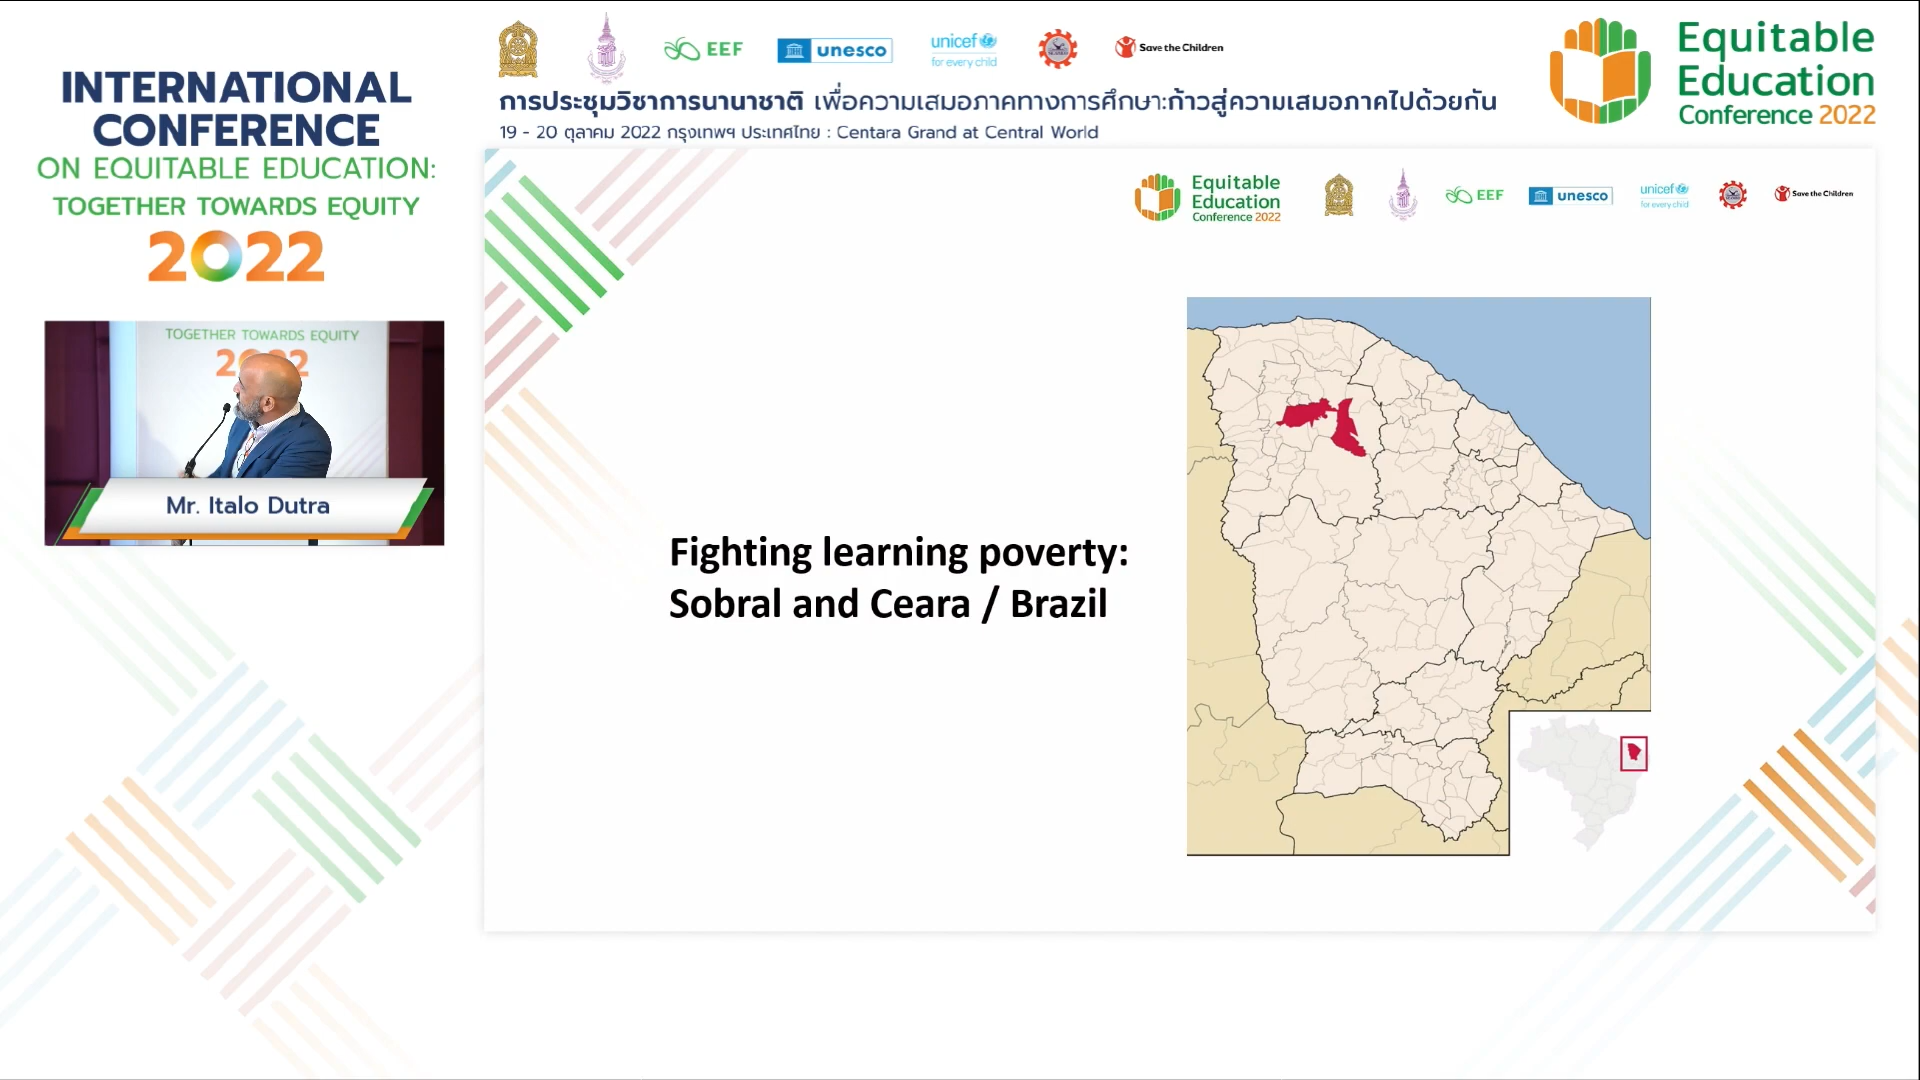 INTERNATIONAL
CONFERENCE
ON EQUITABLE EDUCATION:
TOGETHER TOWARDS EQUITY
2022
EEF
unesco
unicef
for every child
Save the Children
การประชุมวิชาการนานาชาติ เพื่อความเสมอภาคทางการศึกษา:ก้าวสู่ความเสมอภาคไปด้วยกัน
19 - 20 ตุลาคม 2022 กรุงเทพฯ ประเทศไทย : Centara Grand at Central World
Equitable
Education
Conference 2022
TOGETHER TOWARDS EQUITY
2022
Mr. Italo Dutra
Equitable
Education
Conference 2022
EEF
unesco
unicef
for every child
Save the Children
Fighting learning poverty:
Sobral and Ceara / Brazil